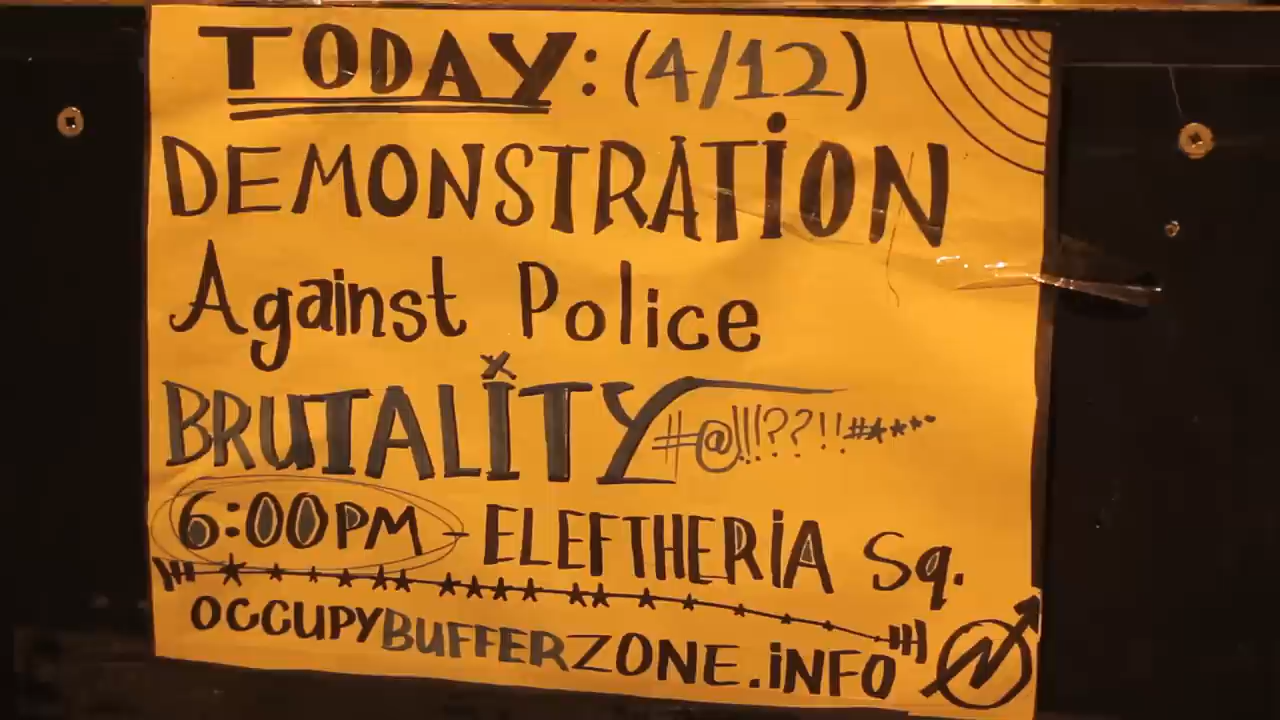 TODAY: (4/12)
DEMONSTRATION
Against Police
BRUTALITY #@!!!??!!#****
6:00PM - ELEFTHERIA Sq.
OCCUPYBUFFERZONE.iNFO